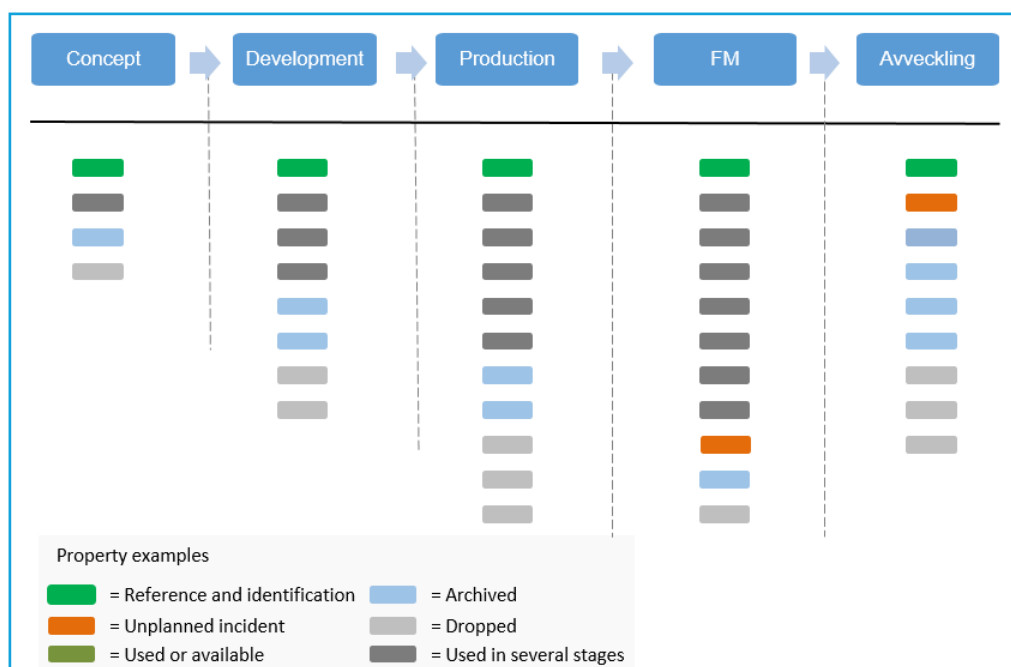 Concept
Development
Production
FM
Avveckling
Property examples
= Reference and identification
= Archived
= Unplanned incident
= Dropped
= Used or available
= Used in several stages